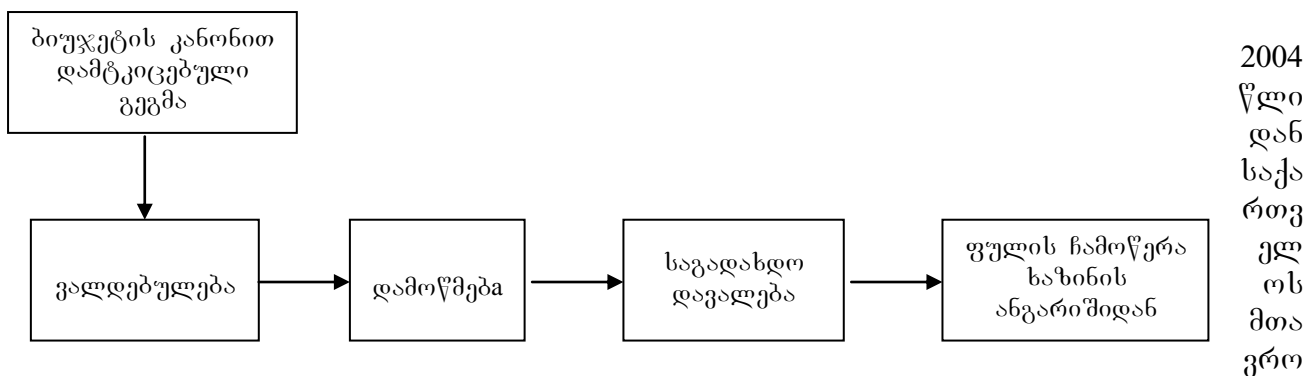 ბიუჯეტის კანონით
დამტკიცებული
გეგმა
ვალდებულება
დამოწმებa
საგადახდო
დავალება
ფულის ჩამოწერა
ხაზინის
ანგარიშიდან
2004
წლი
დან
საქა
რთვ
ელ
ოს
მთა
ვრო